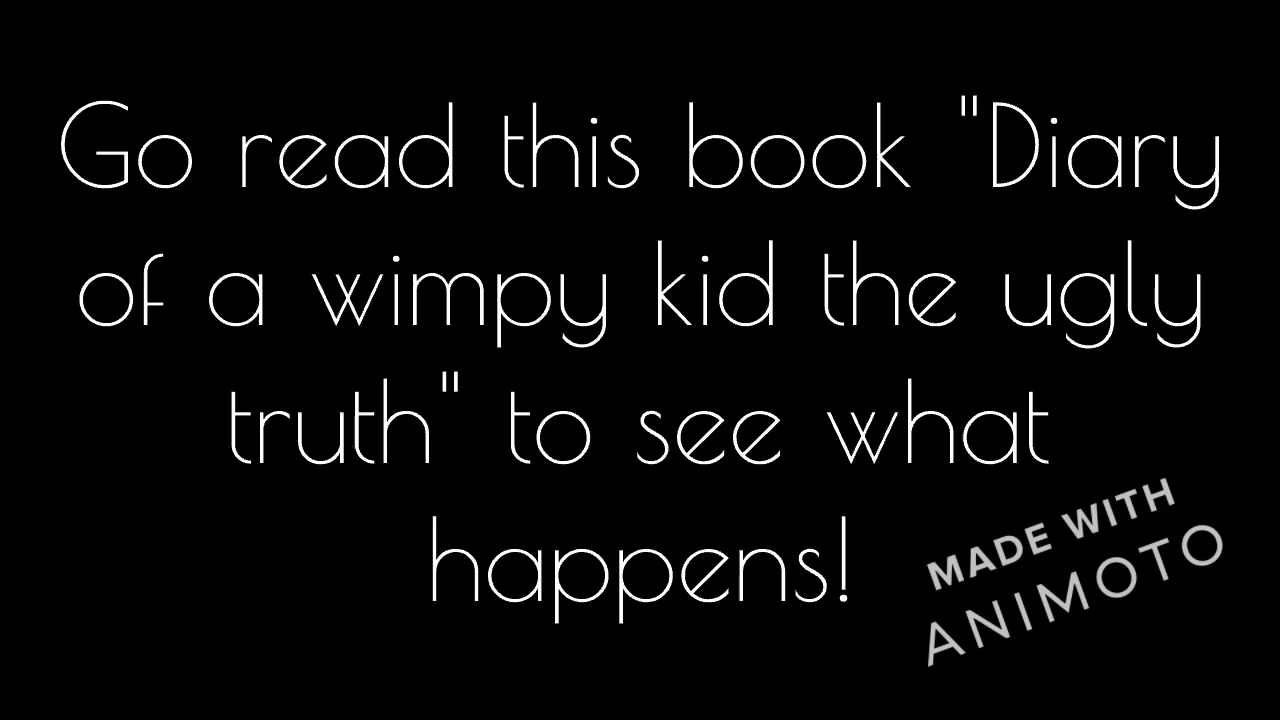 Go read this book "Diary
of a wimpy kid the ugly
truth" to see what
happens!
MADE WITH
ANIMOTO